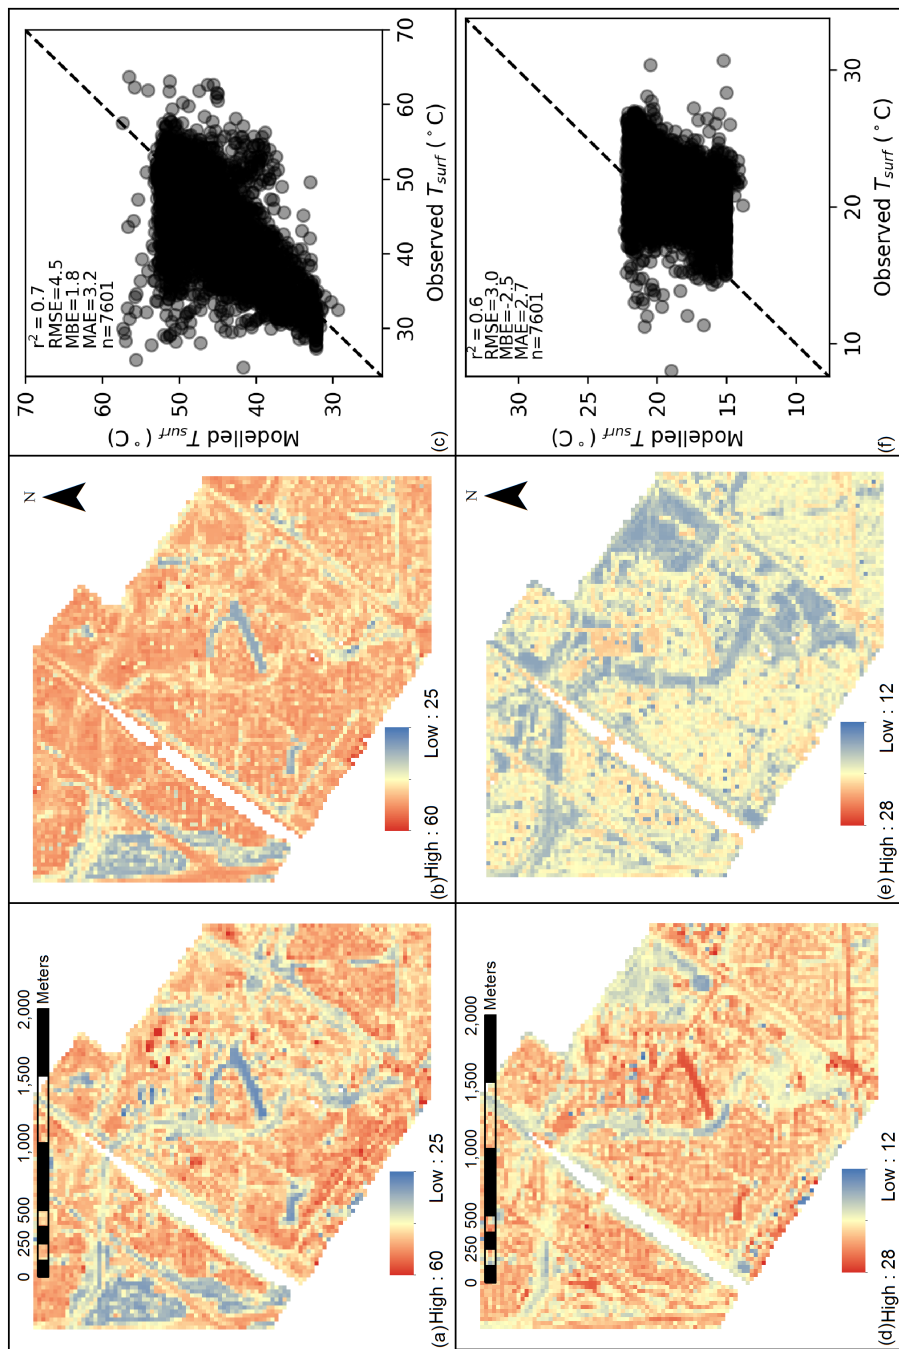 0 250 500 1,000 1,500 2,000
Meters
(a)
High : 60
Low : 25
N
(b)
High : 60
Low : 25
70
60
50
40
30
Modelled T_surf (°C)
r² = 0.7
RMSE=4.5
MBE=1.8
MAE=3.2
n=7601
30 40 50 60 70
Observed T_surf (°C)
(c)
0 250 500 1,000 1,500 2,000
Meters
(d)
High : 28
Low : 12
N
(e)
High : 28
Low : 12
30
25
20
15
10
Modelled T_surf (°C)
r² = 0.6
RMSE=3.0
MBE=-2.5
MAE=2.7
n=7601
10 20 30
Observed T_surf (°C)
(f)